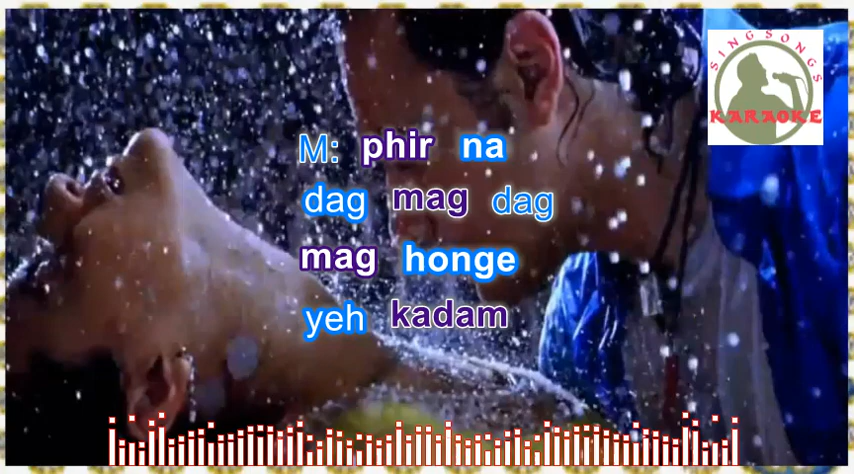 SING SONGS
KARAOKE
M: phir na
dag mag dag
mag honge
yeh kadam